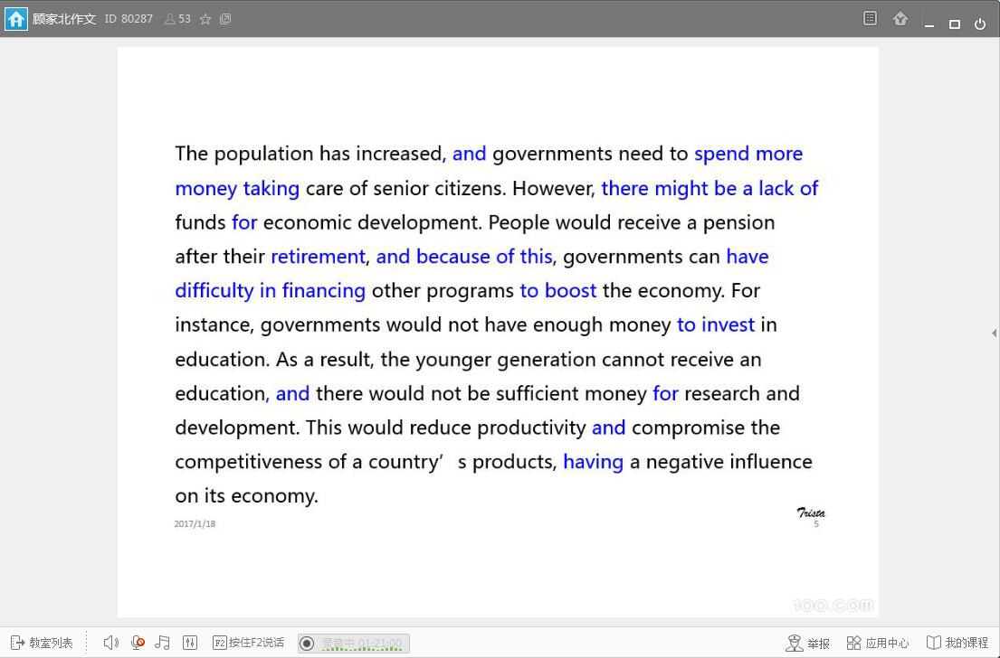 顾家北作文 ID 80287 53
The population has increased, and governments need to spend more
money taking care of senior citizens. However, there might be a lack of
funds for economic development. People would receive a pension
after their retirement, and because of this, governments can have
difficulty in financing other programs to boost the economy. For
instance, governments would not have enough money to invest in
education. As a result, the younger generation cannot receive an
education, and there would not be sufficient money for research and
development. This would reduce productivity and compromise the
competitiveness of a country’ s products, having a negative influence
on its economy.
2017/1/18
Trista
5
100.com
教室列表 F2 按住F2说话 录音中 01:21:00 举报 应用中心 我的课程